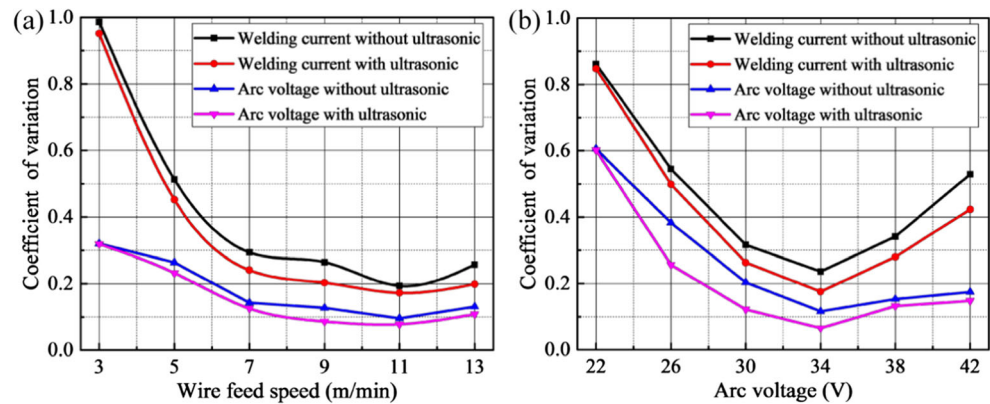 (a)
1.0
0.8
0.6
0.4
0.2
0.0
Coefficient of variation
Welding current without ultrasonic
Welding current with ultrasonic
Arc voltage without ultrasonic
Arc voltage with ultrasonic
3 5 7 9 11 13
Wire feed speed (m/min)
(b)
1.0
0.8
0.6
0.4
0.2
0.0
Coefficient of variation
Welding current without ultrasonic
Welding current with ultrasonic
Arc voltage without ultrasonic
Arc voltage with ultrasonic
22 26 30 34 38 42
Arc voltage (V)